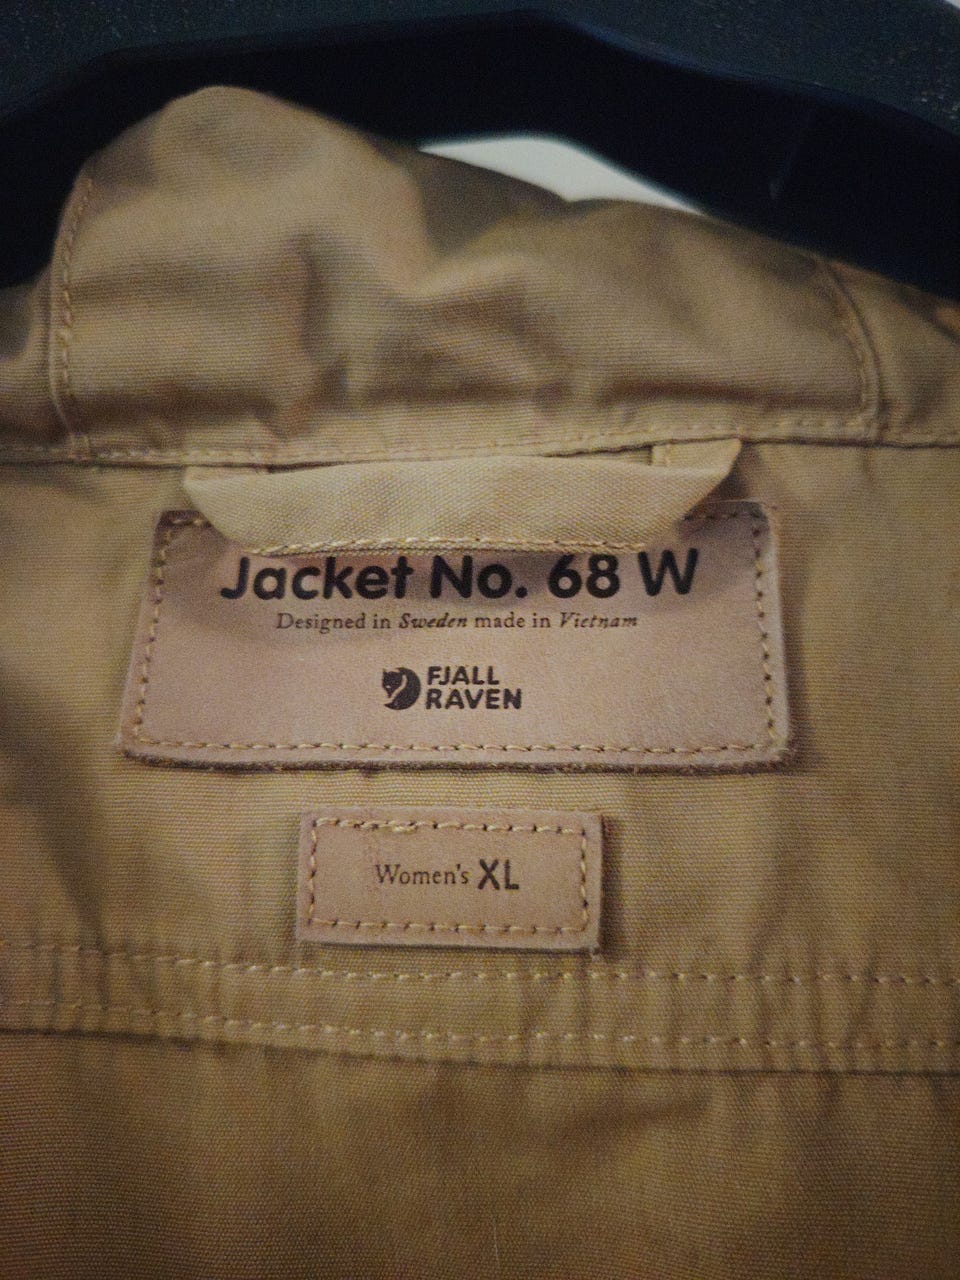 Jacket No. 68 W
Designed in Sweden made in Vietnam
FJALL
RAVEN
Women's XL